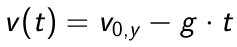 v(t) = v₀,y − g · t